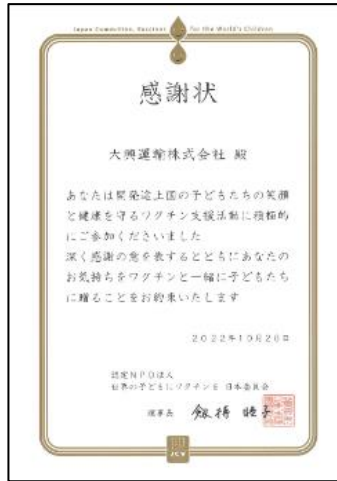 Japan Committee, Vaccines for the World's Children
感謝状
大興運輸株式会社 殿
あなたは開発途上国の子どもたちの笑顔
と健康を守るワクチン支援活動に積極的
にご参加くださいました
深く感謝の意を表するとともにあなたの
お気持ちをワクチンと一緒に子どもたち
に贈ることをお約束いたします
2022年10月28日
認定NPO法人
世界の子どもにワクチンを 日本委員会
理事長
JCV